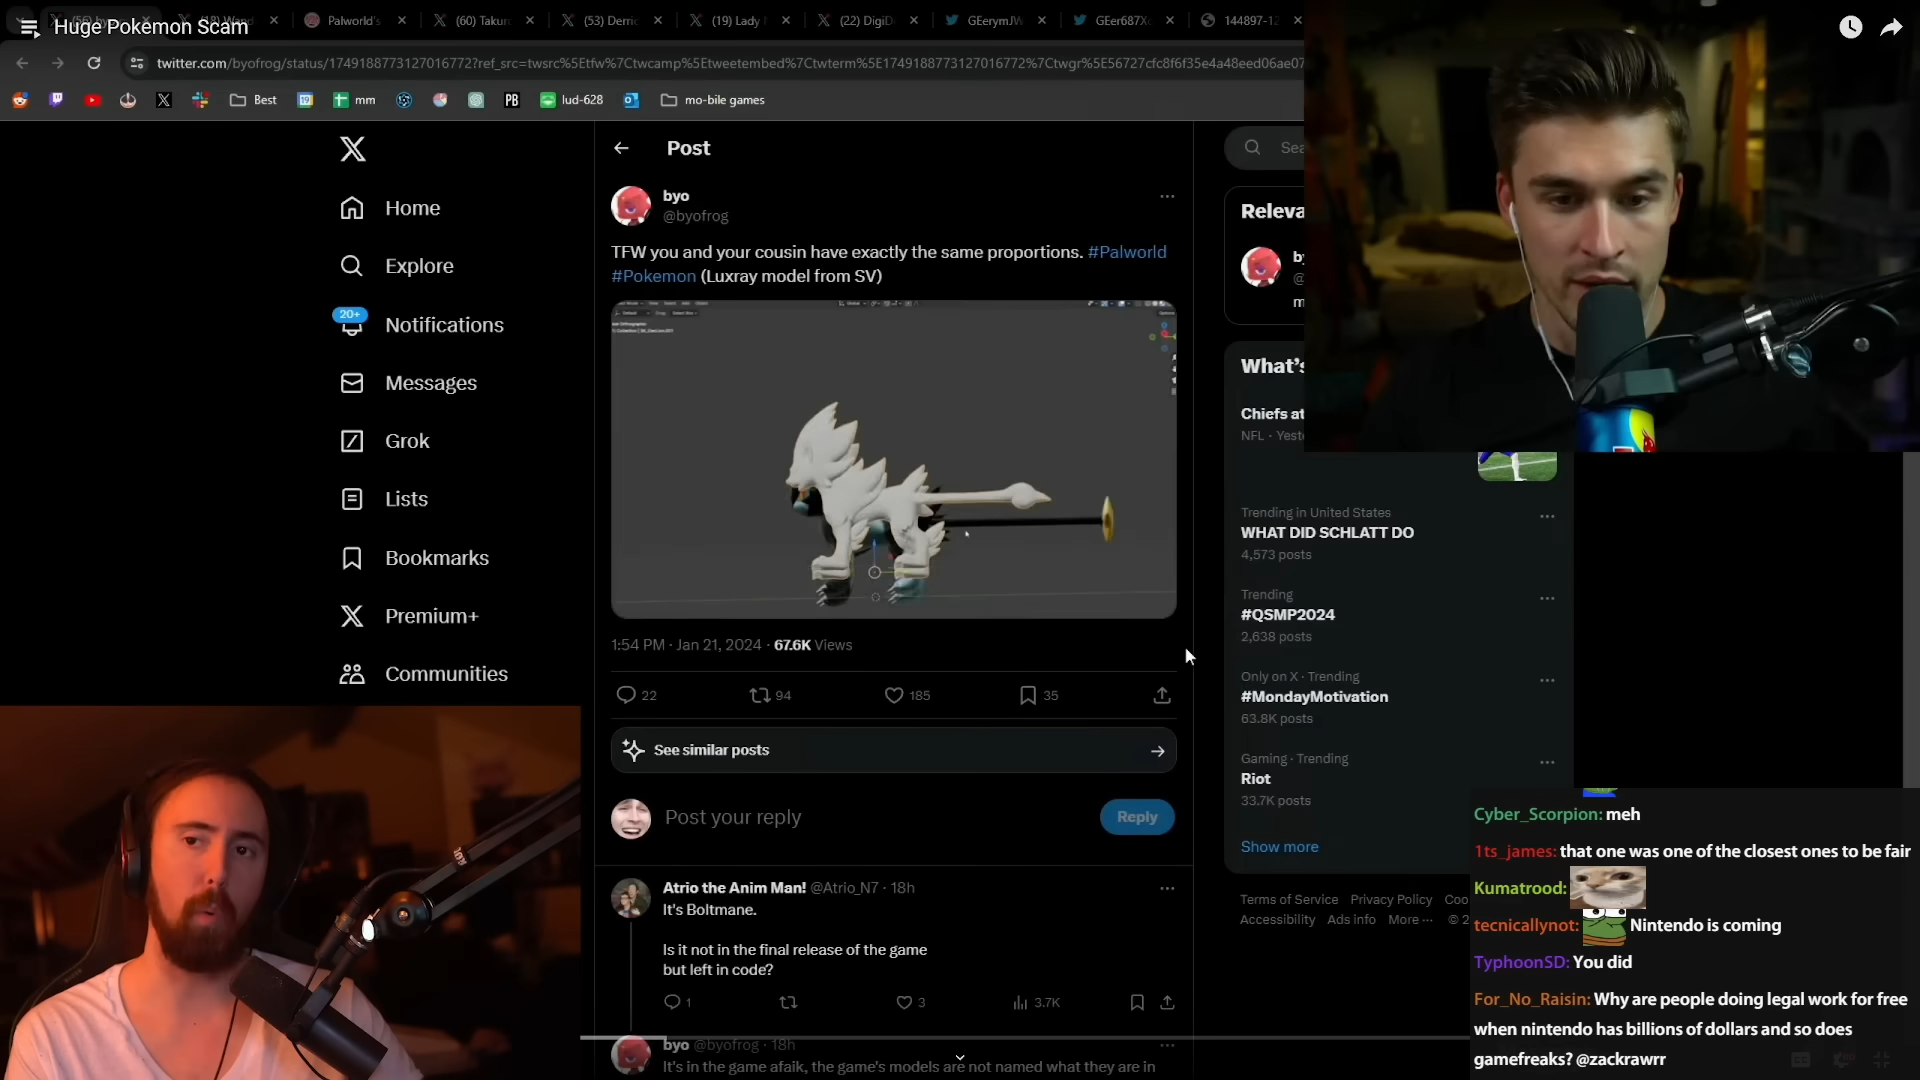 Huge Pokemon Scam
Palworld's
(60) Taku
(53) Derric
(19) Lady
(22) DigiD
GEerymJW
GEer687X
144897-12
twitter.com/byofrog/status/1749188773127016772?ref_src=twsrc%5Etfw%7Ctwcamp%5Etweetembed%7Ctwterm%5E1749188773127016772%7Ctwgr%5E56727cfc8f6f35e4a48eed06ae07
Best
19
mm
PB
lud-628
mo-bile games
Post
Home
Explore
20+
Notifications
Messages
Grok
Lists
Bookmarks
Premium+
Communities
byo
@byofrog
TFW you and your cousin have exactly the same proportions. #Palworld
#Pokemon (Luxray model from SV)
1:54 PM · Jan 21, 2024 · 67.6K Views
22
94
185
35
See similar posts
Post your reply
Reply
Atrio the Anim Man! @Atrio_N7 · 18h
It's Boltmane.
Is it not in the final release of the game
but left in code?
1
3
3.7K
byo @byofrog · 18h
It's in the game afaik, the game's models are not named what they are in
Sea
Releva
b
@
m
What's
Chiefs at
NFL · Yeste
Trending in United States
WHAT DID SCHLATT DO
4,573 posts
Trending
#QSMP2024
2,638 posts
Only on X · Trending
#MondayMotivation
63.8K posts
Gaming · Trending
Riot
33.7K posts
Show more
Terms of Service Privacy Policy Coo
Accessibility Ads info More ··· © 2
Cyber_Scorpion: meh
1ts_james: that one was one of the closest ones to be fair
Kumatrood:
tecnicallynot: Nintendo is coming
TyphoonSD: You did
For_No_Raisin: Why are people doing legal work for free
when nintendo has billions of dollars and so does
gamefreaks? @zackrawrr